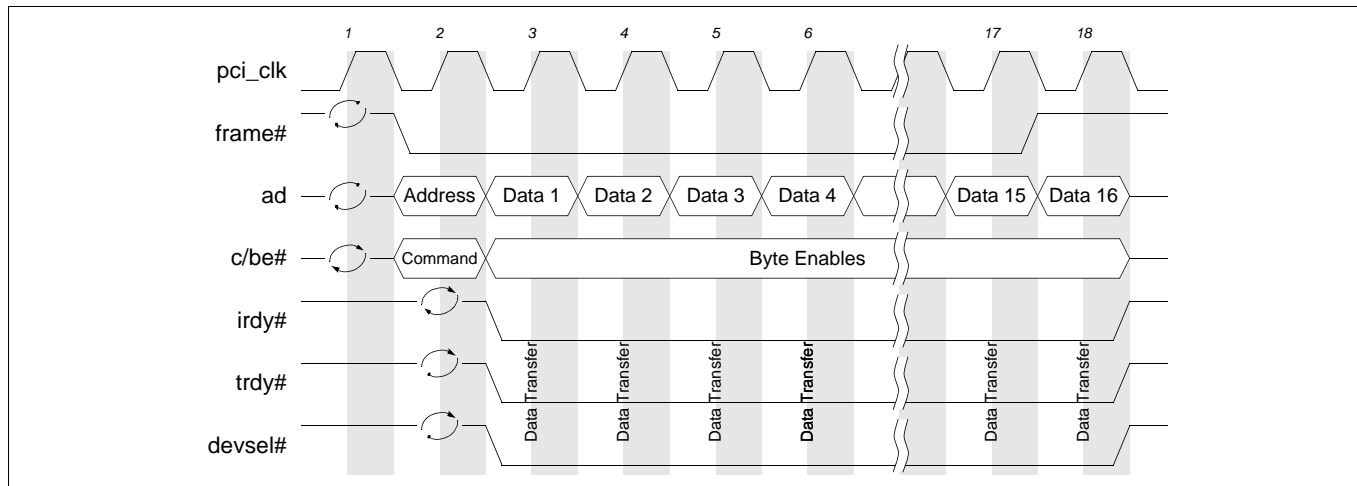 1 2 3 4 5 6 17 18
pci_clk
frame#
ad Address Data 1 Data 2 Data 3 Data 4 Data 15 Data 16
c/be# Command Byte Enables
irdy#
trdy#
devsel#
Data Transfer
Data Transfer
Data Transfer
Data Transfer
Data Transfer
Data Transfer